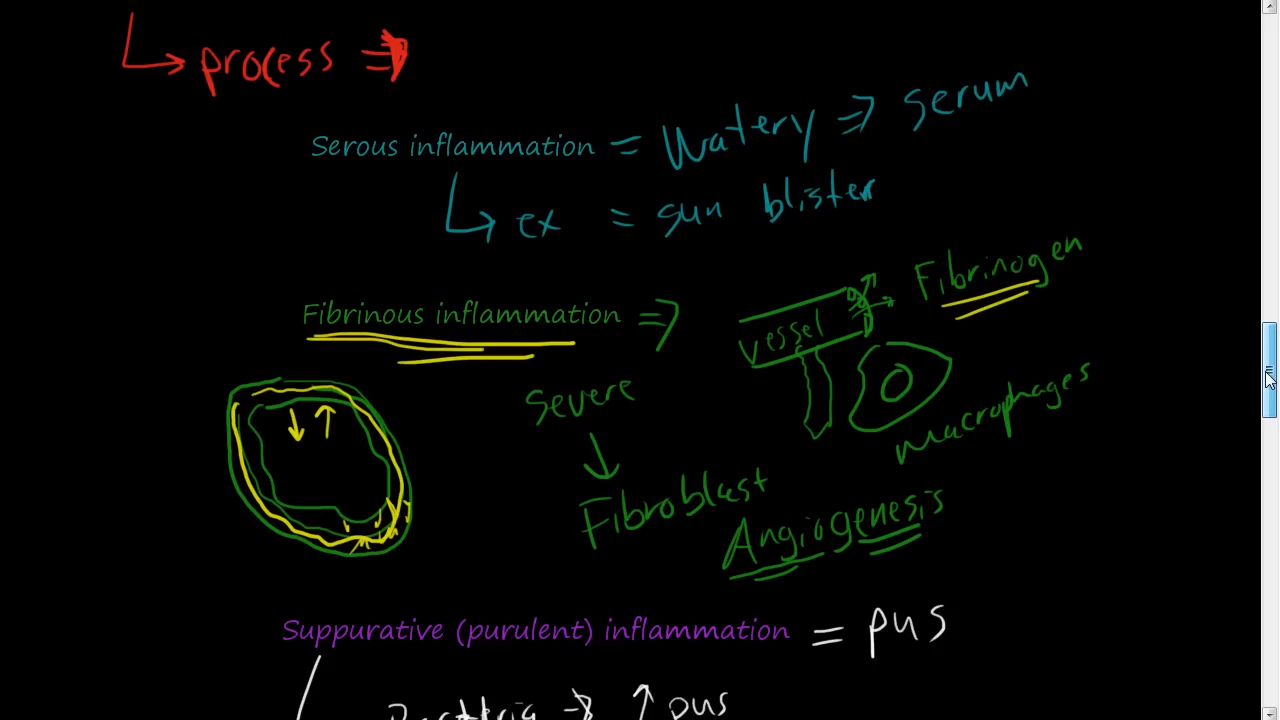 process ⇒
Serous inflammation = Watery ⇒ serum
ex = sun blister
Fibrinous inflammation ⇒
vessel
Fibrinogen
macrophages
Severe
Fibroblast
Angiogenesis
Suppurative (purulent) inflammation = pus
Bacteria → ↑ pus